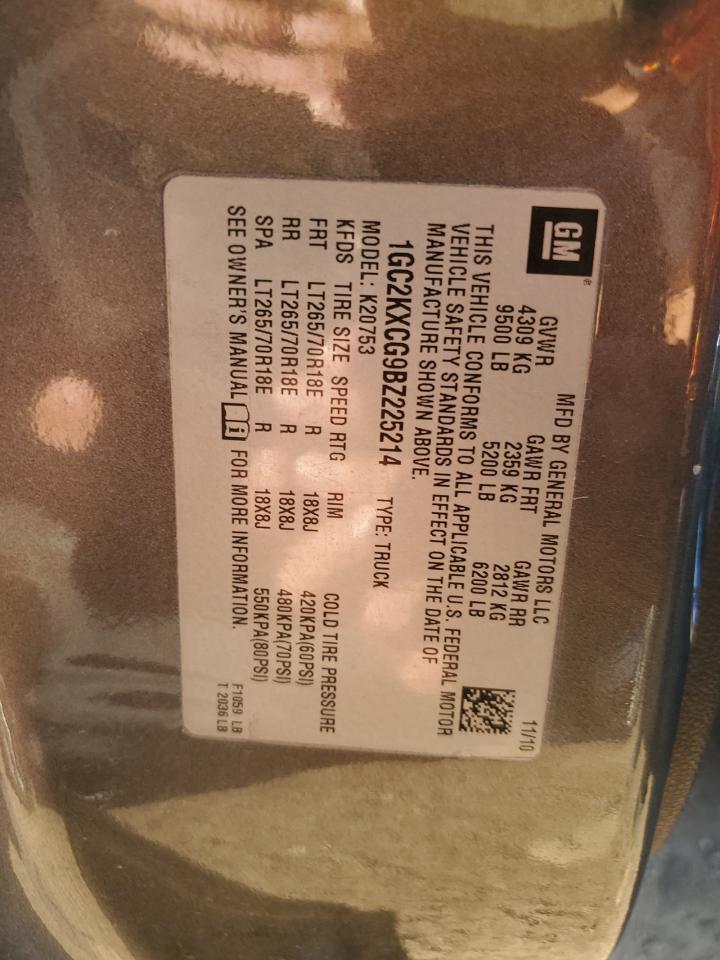 GM
MFD BY GENERAL MOTORS LLC 11/10
GVWR GAWR FRT GAWR RR
4309 KG 2359 KG 2812 KG
9500 LB 5200 LB 6200 LB
THIS VEHICLE CONFORMS TO ALL APPLICABLE U.S. FEDERAL MOTOR
VEHICLE SAFETY STANDARDS IN EFFECT ON THE DATE OF
MANUFACTURE SHOWN ABOVE.
1GC2KXCG9BZ225214 TYPE: TRUCK
MODEL: K20753
KFDS TIRE SIZE SPEED RTG RIM COLD TIRE PRESSURE
FRT LT265/70R18E R 18X8J 420KPA(60PSI)
RR LT265/70R18E R 18X8J 480KPA(70PSI)
SPA LT265/70R18E R 18X8J 550KPA(80PSI)
SEE OWNER'S MANUAL FOR MORE INFORMATION.
F1059 LB
T 2036 LB